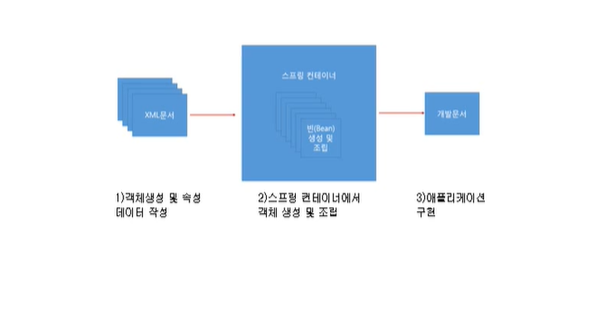 XML문서
스프링 컨테이너
빈(Bean)
생성 및
조립
개발문서
1)객체생성 및 속성
데이터 작성
2)스프링 컨테이너에서
객체 생성 및 조립
3)애플리케이션
구현